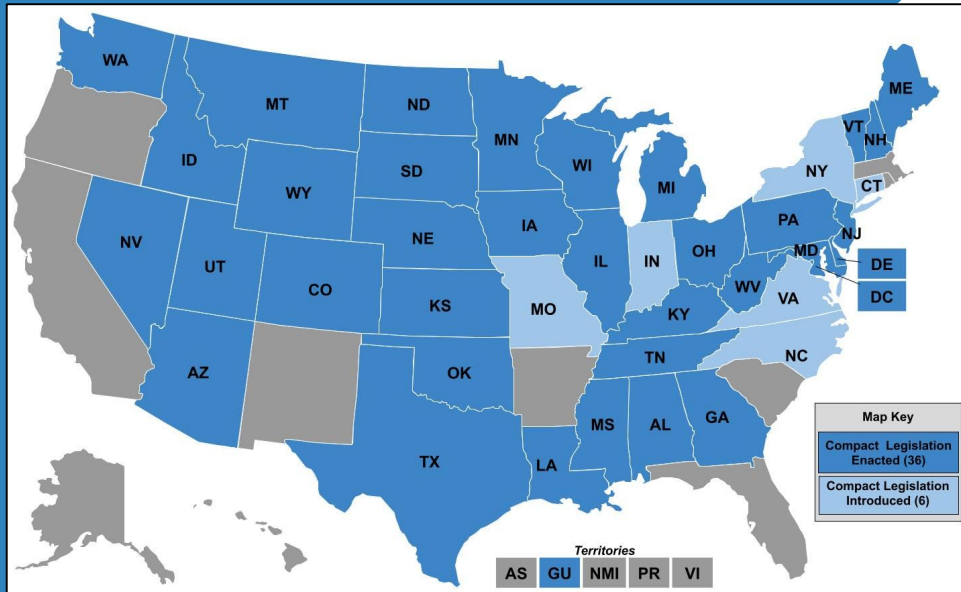 WA
MT
ND
MN
ME
VT
NH
ID
SD
WI
NY
WY
MI
CT
NE
IA
PA
NJ
NV
UT
IL
IN
OH
MD
DE
CO
KS
MO
WV
VA
DC
KY
AZ
OK
TN
NC
MS
AL
GA
TX
LA
Map Key
Compact Legislation
Enacted (36)
Compact Legislation
Introduced (6)
Territories
AS GU NMI PR VI